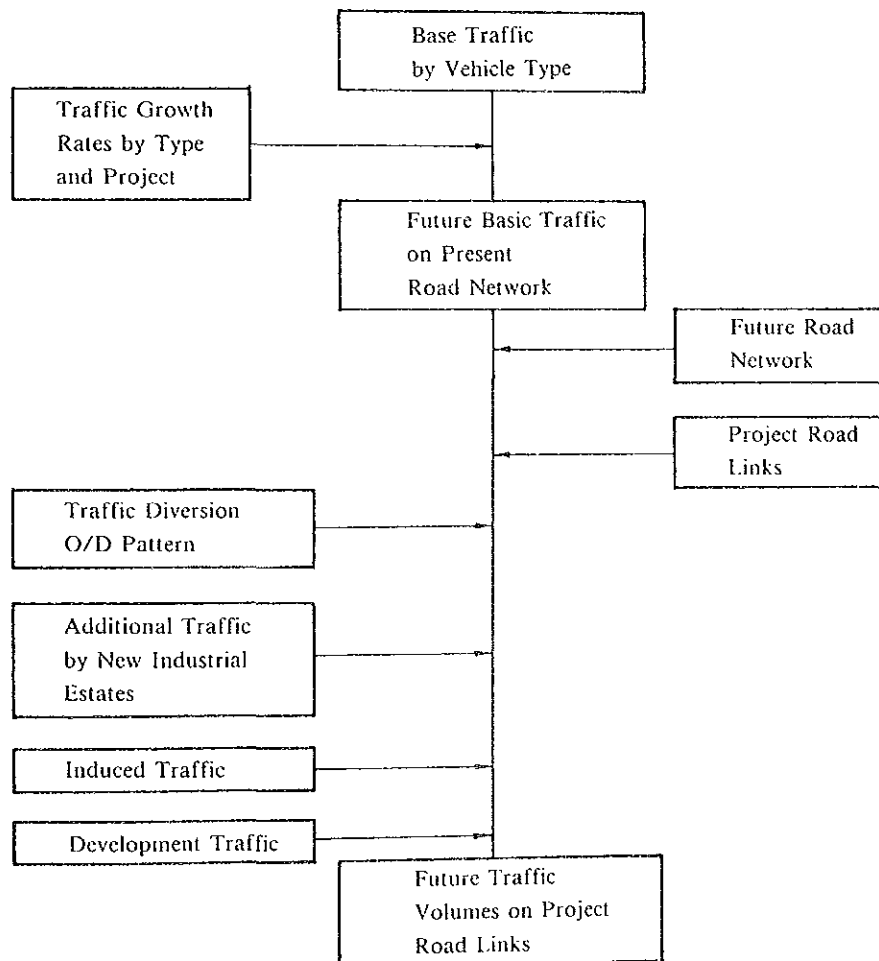 Base Traffic
by Vehicle Type
Traffic Growth
Rates by Type
and Project
Future Basic Traffic
on Present
Road Network
Future Road
Network
Project Road
Links
Traffic Diversion
O/D Pattern
Additional Traffic
by New Industrial
Estates
Induced Traffic
Development Traffic
Future Traffic
Volumes on Project
Road Links